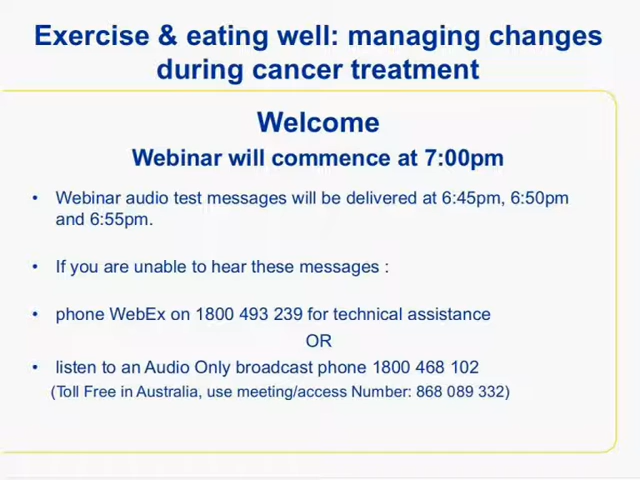 Exercise & eating well: managing changes
during cancer treatment
Welcome
Webinar will commence at 7:00pm
• Webinar audio test messages will be delivered at 6:45pm, 6:50pm
and 6:55pm.
• If you are unable to hear these messages :
• phone WebEx on 1800 493 239 for technical assistance
OR
• listen to an Audio Only broadcast phone 1800 468 102
(Toll Free in Australia, use meeting/access Number: 868 089 332)